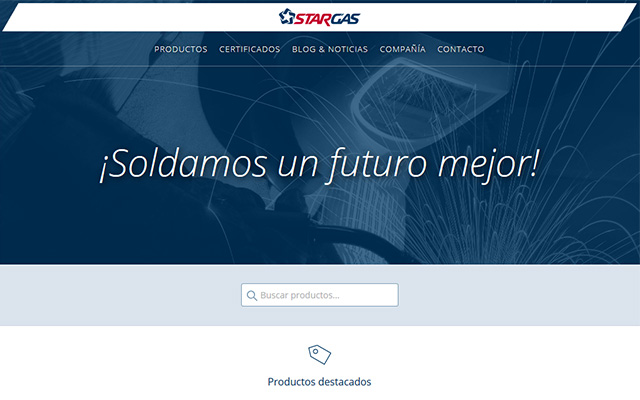 STARGAS
PRODUCTOS CERTIFICADOS BLOG & NOTICIAS COMPAÑÍA CONTACTO
¡Soldamos un futuro mejor!
Buscar productos...
Productos destacados